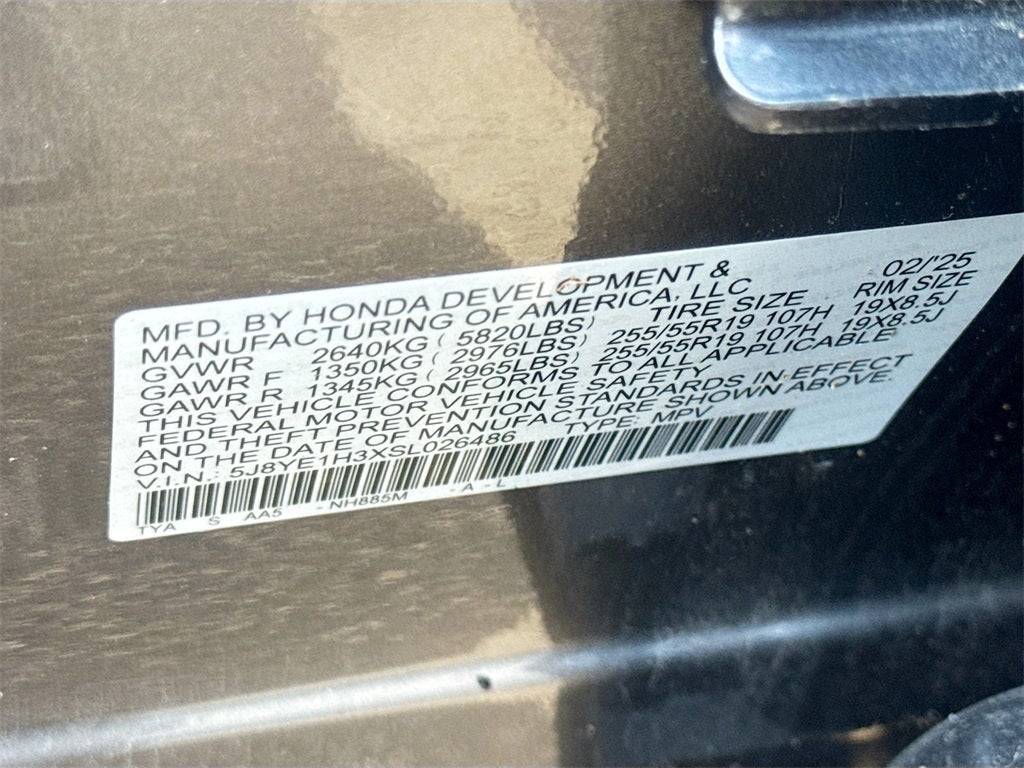 MFD. BY HONDA DEVELOPMENT & 02/'25
MANUFACTURING OF AMERICA, LLC
GVWR 2640KG ( 5820LBS) TIRE SIZE RIM SIZE
GAWR F 1350KG ( 2976LBS) 255/55R19 107H 19X8.5J
GAWR R 1345KG ( 2965LBS) 255/55R19 107H 19X8.5J
THIS VEHICLE CONFORMS TO ALL APPLICABLE
FEDERAL MOTOR VEHICLE SAFETY
AND THEFT PREVENTION STANDARDS IN EFFECT
ON THE DATE OF MANUFACTURE SHOWN ABOVE.
V.I.N.: 5J8YE1H3XSL026486 TYPE: MPV
TYA S AA5 - NH885M - A - L